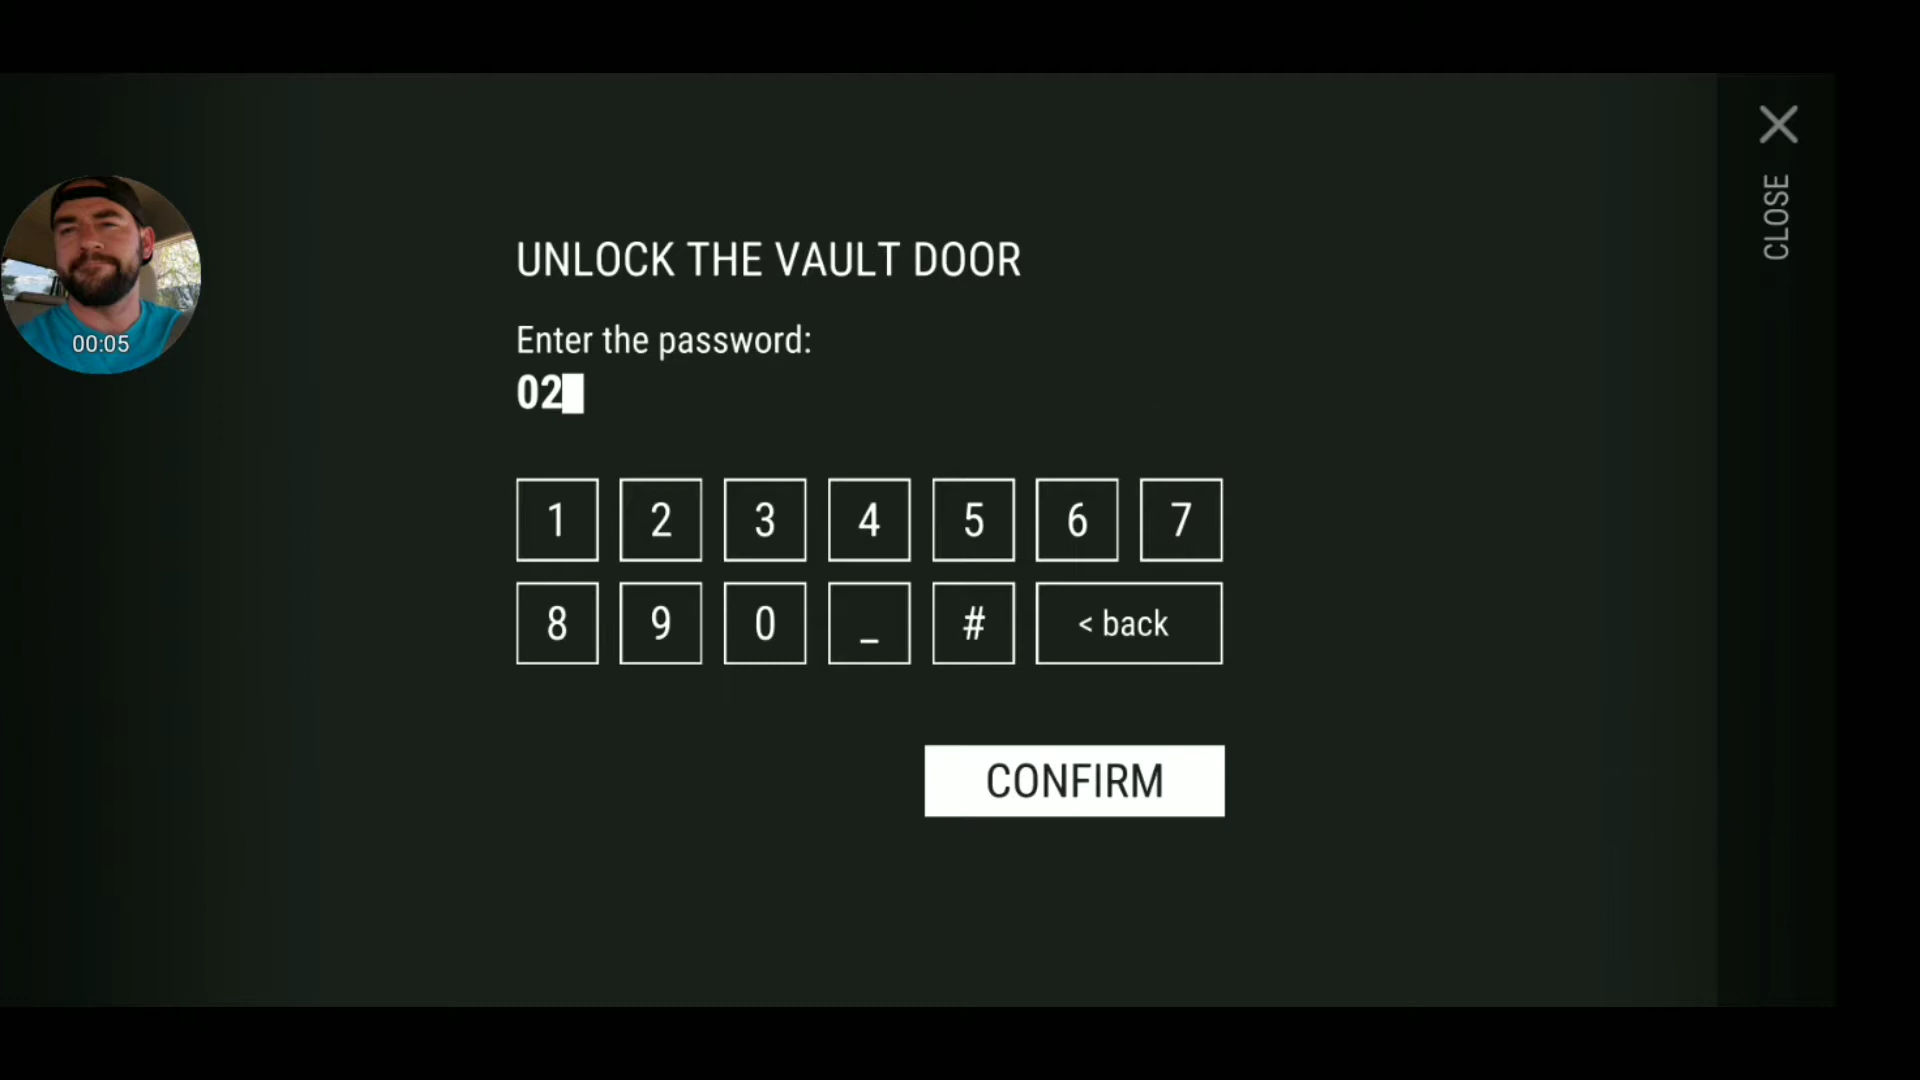 CLOSE
UNLOCK THE VAULT DOOR
Enter the password:
02
00:05
1 2 3 4 5 6 7
8 9 0 _ # < back
CONFIRM